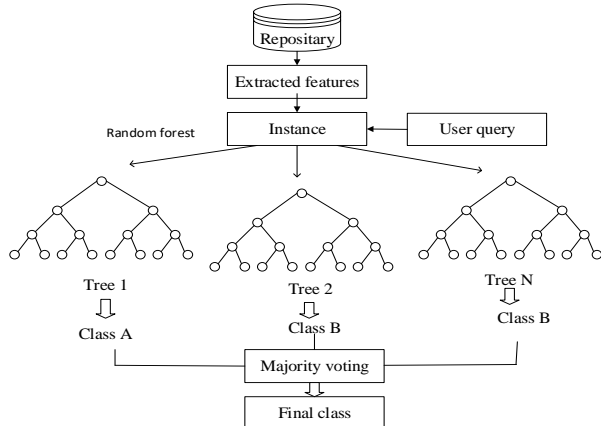 Repositary
Extracted features
Instance
User query
Random forest
Tree 1
Tree 2
Tree N
Class A
Class B
Class B
Majority voting
Final class